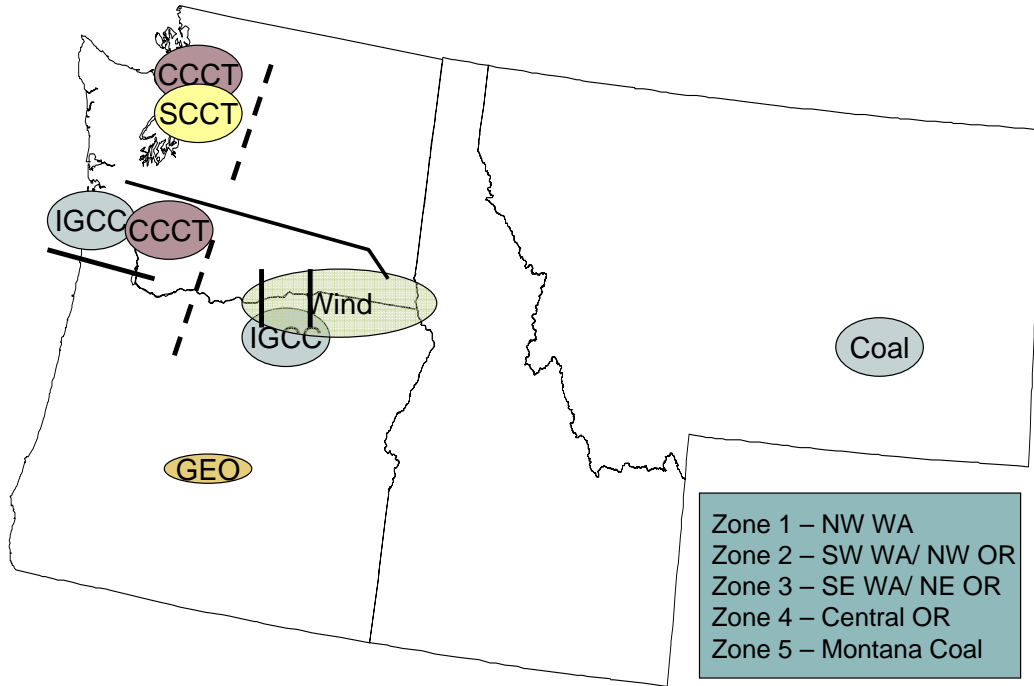 CCCT
SCCT
IGCC
CCCT
Wind
IGCC
Coal
GEO
Zone 1 – NW WA
Zone 2 – SW WA/ NW OR
Zone 3 – SE WA/ NE OR
Zone 4 – Central OR
Zone 5 – Montana Coal